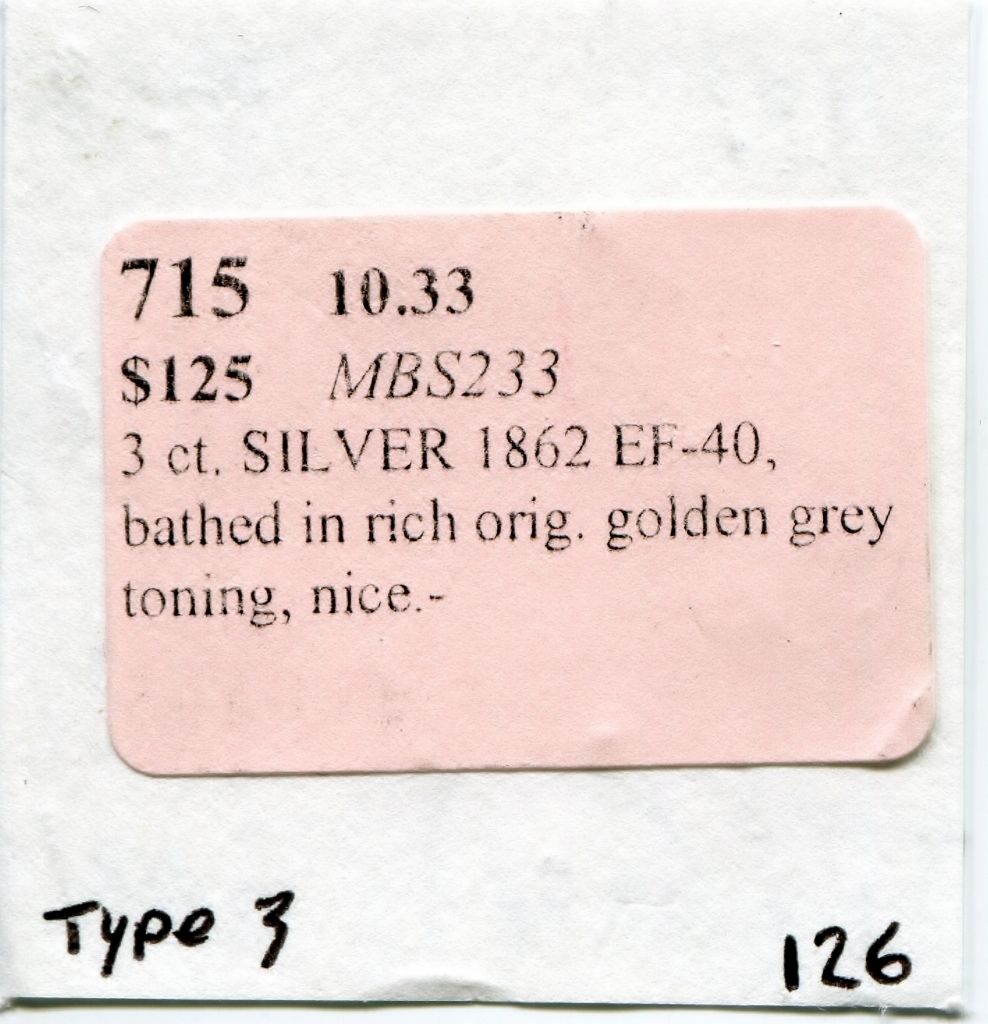 715 10.33
$125 MBS233
3 ct. SILVER 1862 EF-40,
bathed in rich orig. golden grey
toning, nice.-
Type 3 126